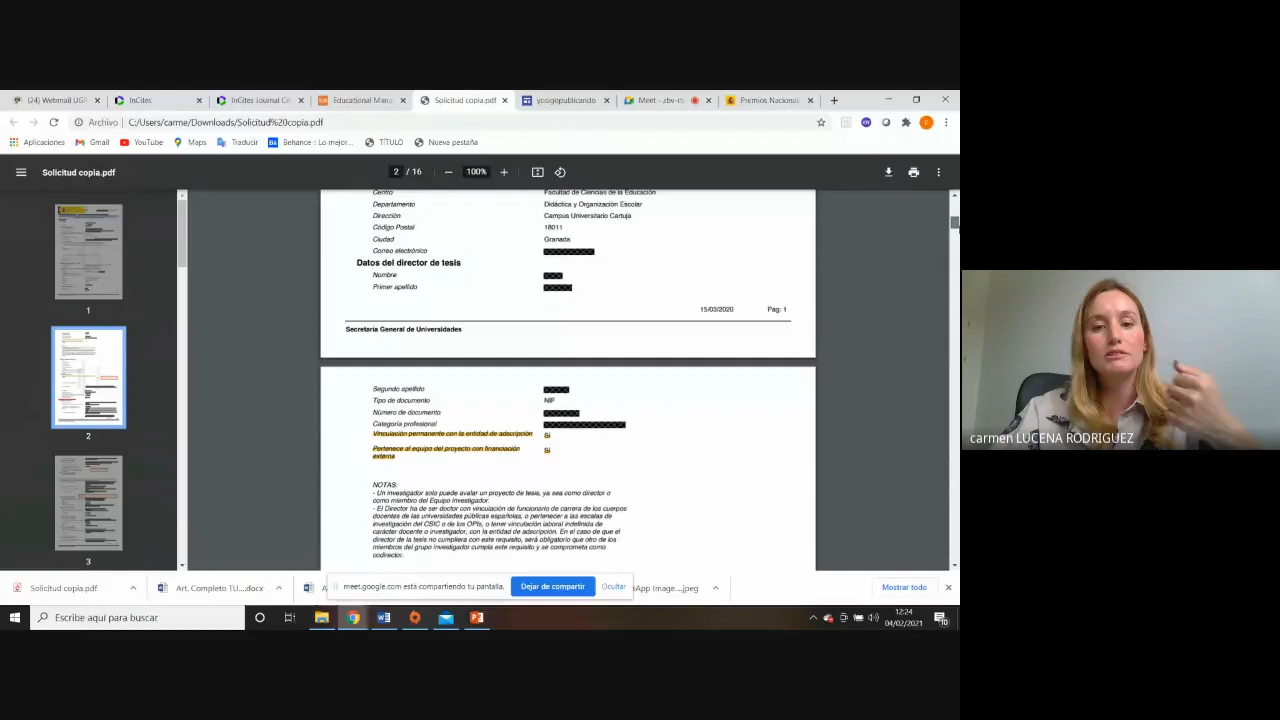 (24) Webmail UGR
InCites
InCites Journal Ci
Educational Mana
Solicitud copia.pdf
yosigopublicando
Meet – zbv-rt
Premios Nacional
Archivo
C:/Users/carme/Downloads/Solicitud%20copia.pdf
Aplicaciones
Gmail
YouTube
Maps
Traducir
Behance :: Lo mejor...
TÍTULO
Nueva pestaña
Solicitud copia.pdf
2 / 16
100%
Centro Facultad de Ciencias de la Educación
Departamento Didáctica y Organización Escolar
Dirección Campus Universitario Cartuja
Código Postal 18011
Ciudad Granada
Correo electrónico
Datos del director de tesis
Nombre
Primer apellido
15/03/2020 Pag: 1
Secretaría General de Universidades
Segundo apellido
Tipo de documento NIF
Número de documento
Categoría profesional
Vinculación permanente con la entidad de adscripción Si
Pertenece al equipo del proyecto con financiación Si
externa
NOTAS:
- Un investigador solo puede avalar un proyecto de tesis, ya sea como director o
como miembro del Equipo investigador.
- El Director ha de ser doctor con vinculación de funcionario de carrera de los cuerpos
docentes de las universidades públicas españolas, o pertenecer a las escalas de
investigación del CSIC o de los OPIs, o tener vinculación laboral indefinida de
carácter docente o investigador, con la entidad de adscripción. En el caso de que el
director de la tesis no cumpliera con este requisito, será obligatorio que otro de los
miembros del grupo investigador cumpla este requisito y se comprometa como
codirector.
1
2
3
carmen LUCENA RODRIGUEZ
Solicitud copia.pdf
Art. Completo TU....docx
A
meet.google.com está compartiendo tu pantalla.
Dejar de compartir
Ocultar
sApp Image....jpeg
Mostrar todo
Escribe aquí para buscar
12:24
04/02/2021
10